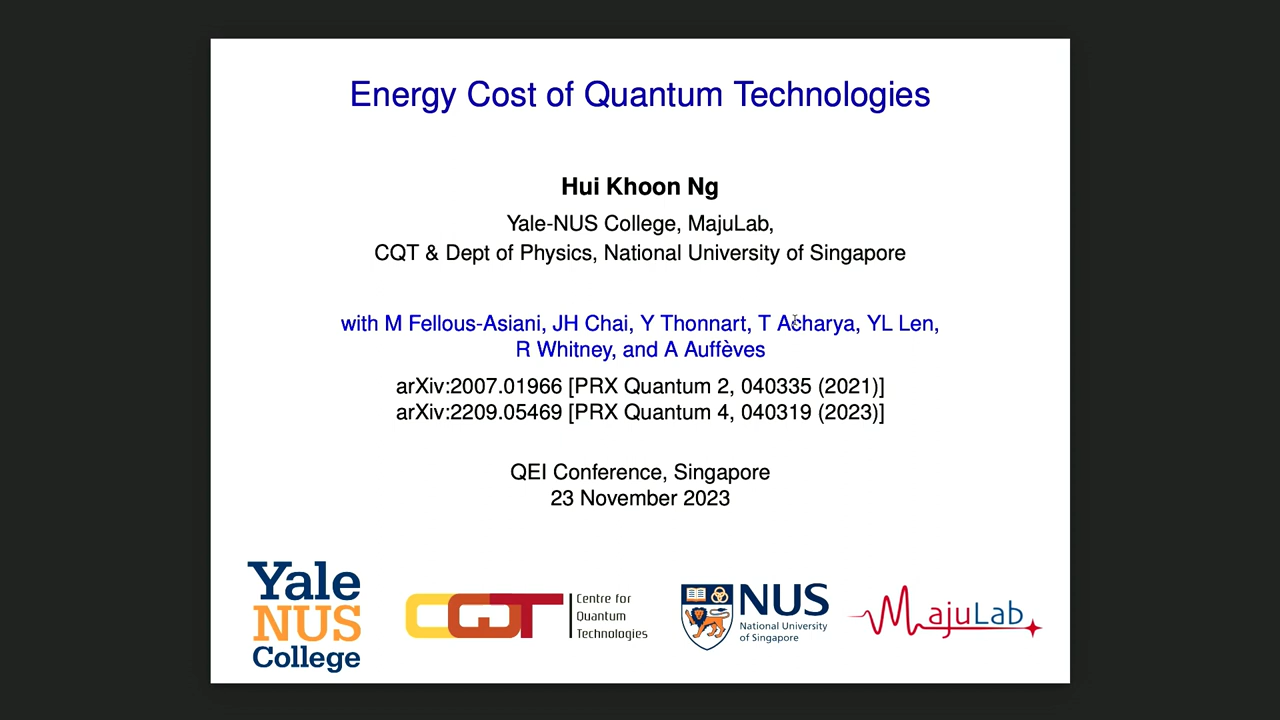 Energy Cost of Quantum Technologies
Hui Khoon Ng
Yale-NUS College, MajuLab,
CQT & Dept of Physics, National University of Singapore
with M Fellous-Asiani, JH Chai, Y Thonnart, T Acharya, YL Len,
R Whitney, and A Auffèves
arXiv:2007.01966 [PRX Quantum 2, 040335 (2021)]
arXiv:2209.05469 [PRX Quantum 4, 040319 (2023)]
QEI Conference, Singapore
23 November 2023
Yale
NUS
College
CQT
Centre for
Quantum
Technologies
NUS
National University
of Singapore
MajuLab